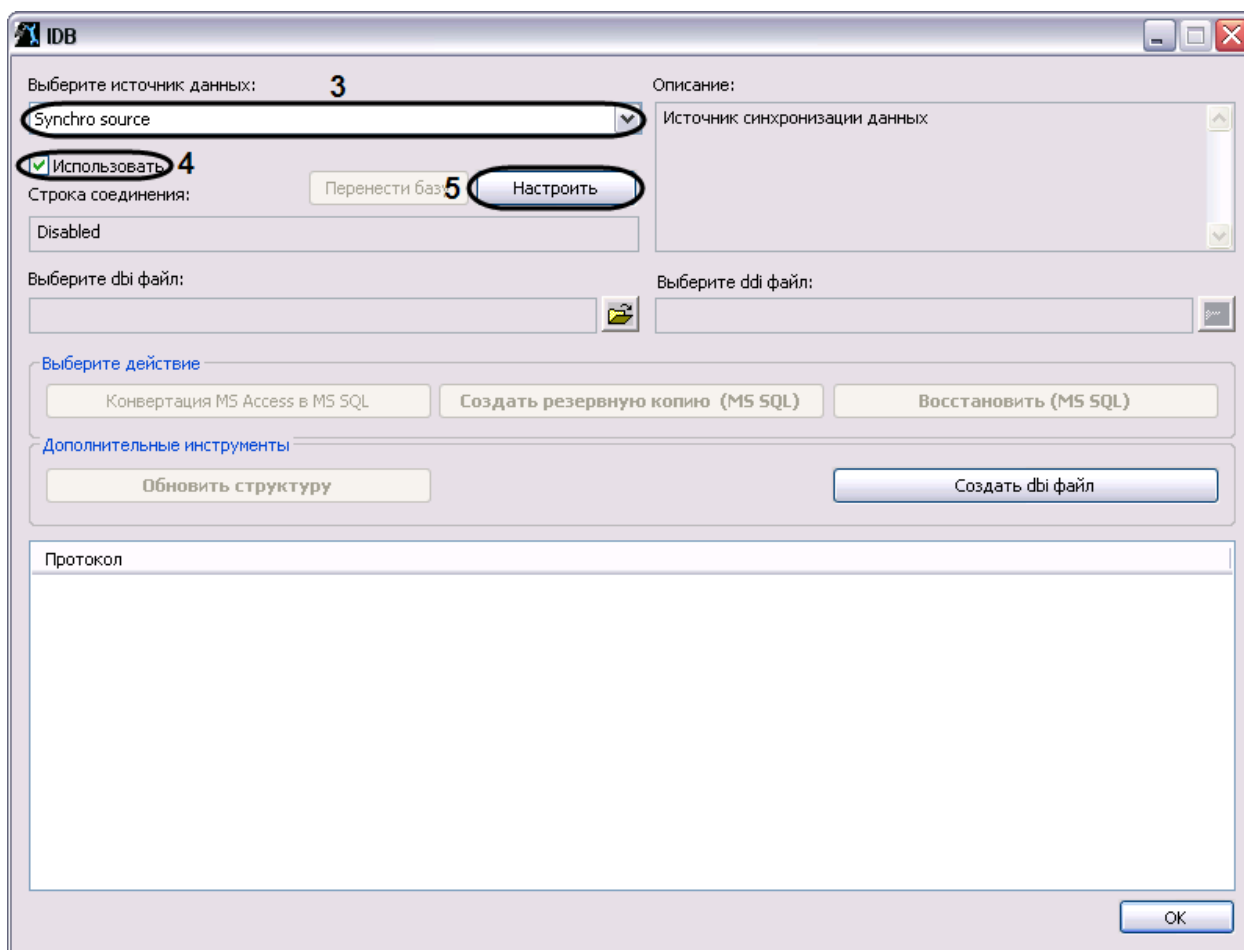 IDB
Выберите источник данных:
3
Описание:
Synchro source
Источник синхронизации данных
Использовать
4
Перенести базу
5
Настроить
Строка соединения:
Disabled
Выберите dbi файл:
Выберите ddi файл:
Выберите действие
Конвертация MS Access в MS SQL
Создать резервную копию (MS SQL)
Восстановить (MS SQL)
Дополнительные инструменты
Обновить структуру
Создать dbi файл
Протокол
OK